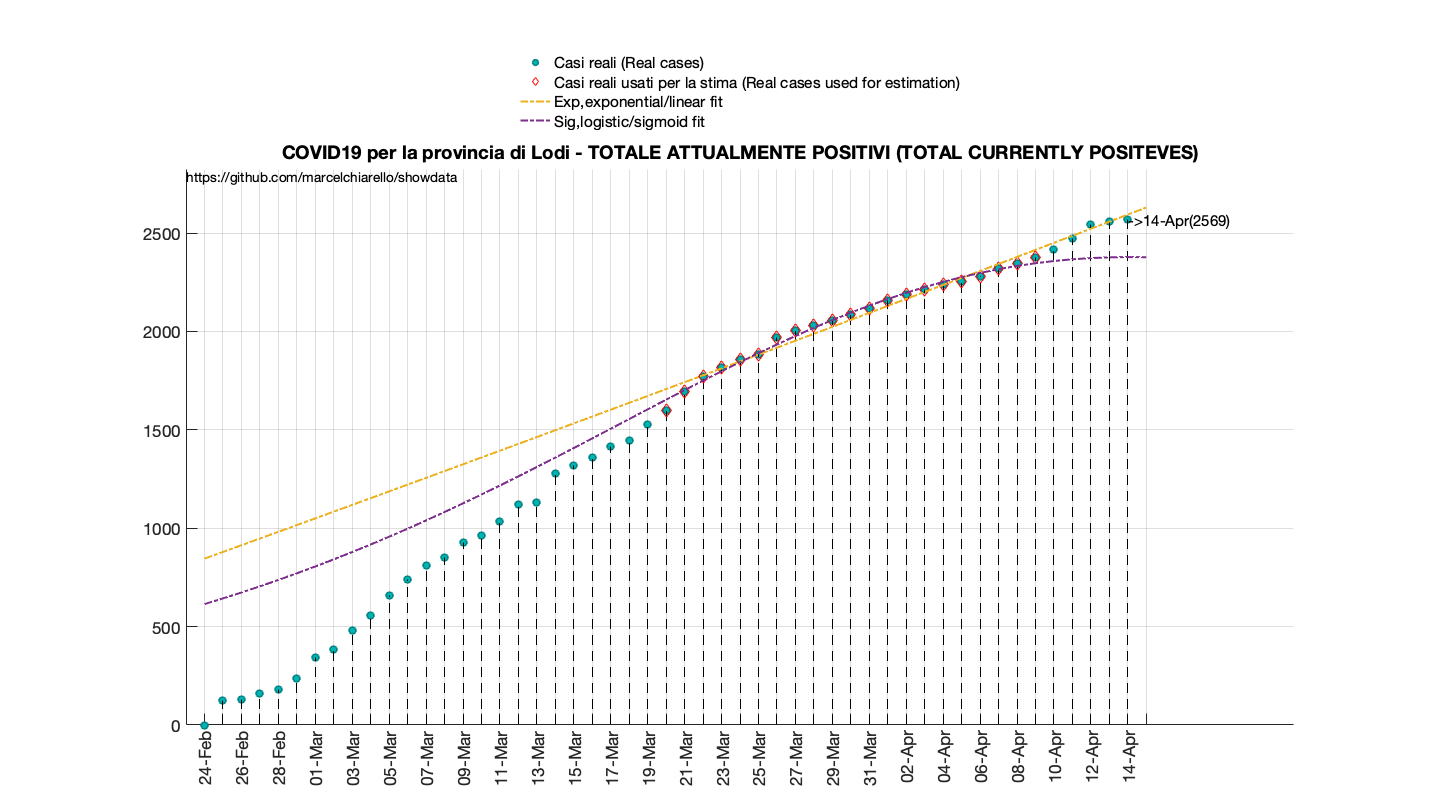 Casi reali (Real cases)
Casi reali usati per la stima (Real cases used for estimation)
Exp,exponential/linear fit
Sig,logistic/sigmoid fit
COVID19 per la provincia di Lodi - TOTALE ATTUALMENTE POSITIVI (TOTAL CURRENTLY POSITEVES)
https://github.com/marcelchiarello/showdata
->14-Apr(2569)
2500
2000
1500
1000
500
0
24-Feb
26-Feb
28-Feb
01-Mar
03-Mar
05-Mar
07-Mar
09-Mar
11-Mar
13-Mar
15-Mar
17-Mar
19-Mar
21-Mar
23-Mar
25-Mar
27-Mar
29-Mar
31-Mar
02-Apr
04-Apr
06-Apr
08-Apr
10-Apr
12-Apr
14-Apr